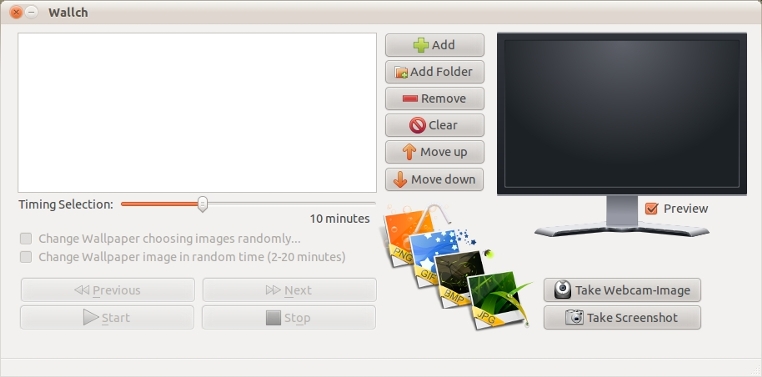 Wallch
Add
Add Folder
Remove
Clear
Move up
Move down
Timing Selection:
10 minutes
Preview
Change Wallpaper choosing images randomly...
Change Wallpaper image in random time (2-20 minutes)
Previous
Next
Start
Stop
PNG
GIF
BMP
JPG
Take Webcam-Image
Take Screenshot